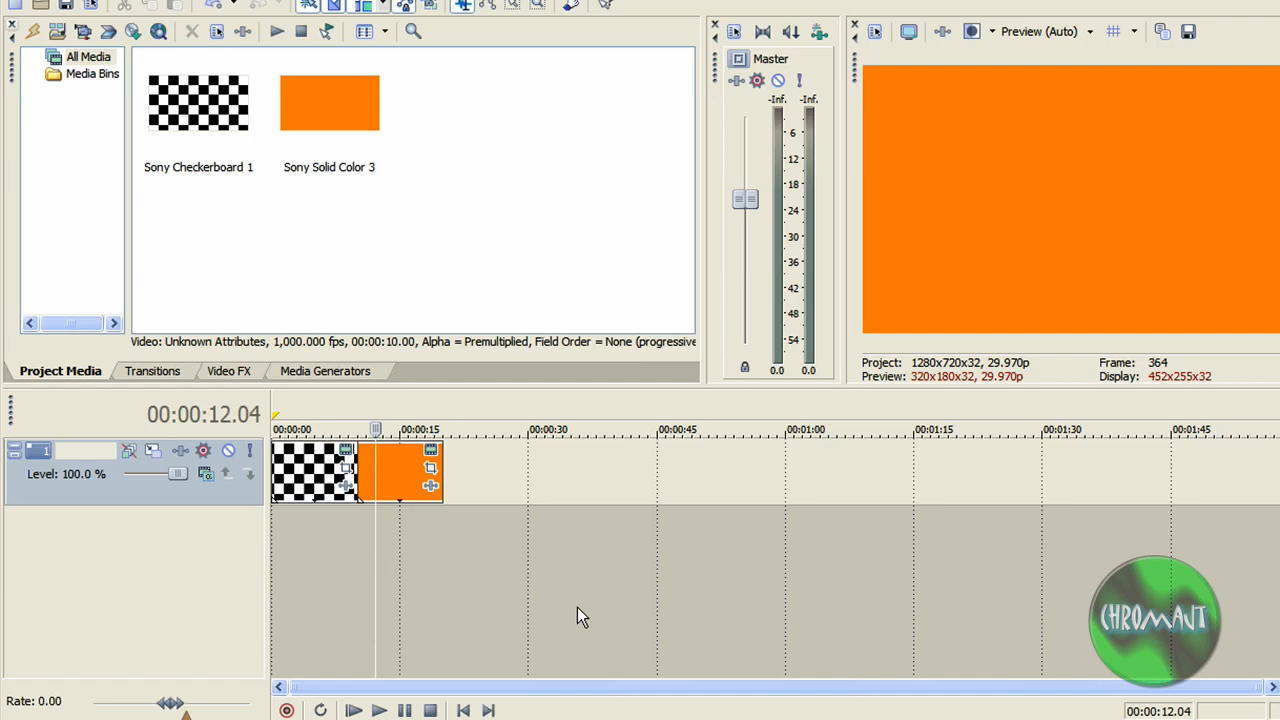 Preview (Auto)
All Media
Media Bins
Master
-Inf. -Inf.
6
12
18
24
30
36
42
48
54
0.0 0.0
Sony Checkerboard 1
Sony Solid Color 3
Video: Unknown Attributes, 1,000.000 fps, 00:00:10.00, Alpha = Premultiplied, Field Order = None (progressive
Project Media Transitions Video FX Media Generators
Project: 1280x720x32, 29.970p
Preview: 320x180x32, 29.970p
Frame: 364
Display: 452x255x32
00:00:12.04
00:00:00 00:00:15 00:00:30 00:00:45 00:01:00 00:01:15 00:01:30 00:01:45
1
Level: 100.0 %
CHROMAJT
Rate: 0.00
00:00:12.04